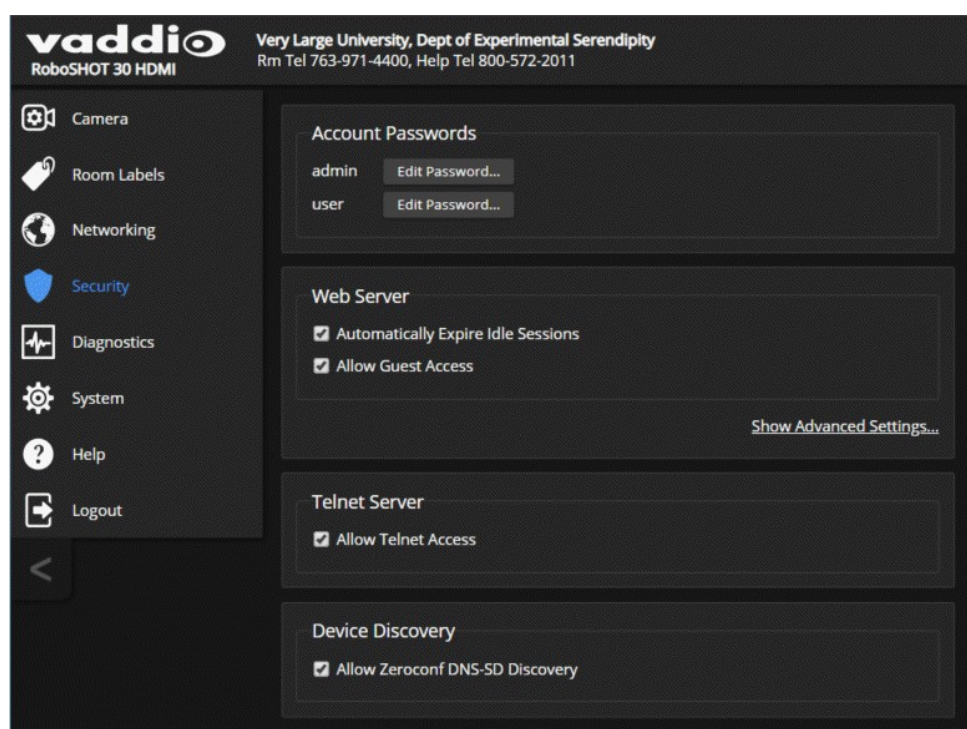 vaddio
RoboSHOT 30 HDMI
Very Large University, Dept of Experimental Serendipity
Rm Tel 763-971-4400, Help Tel 800-572-2011
Camera
Room Labels
Networking
Security
Diagnostics
System
?
Help
Logout
<
Account Passwords
admin
Edit Password...
user
Edit Password...
Web Server
Automatically Expire Idle Sessions
Allow Guest Access
Show Advanced Settings...
Telnet Server
Allow Telnet Access
Device Discovery
Allow Zeroconf DNS-SD Discovery